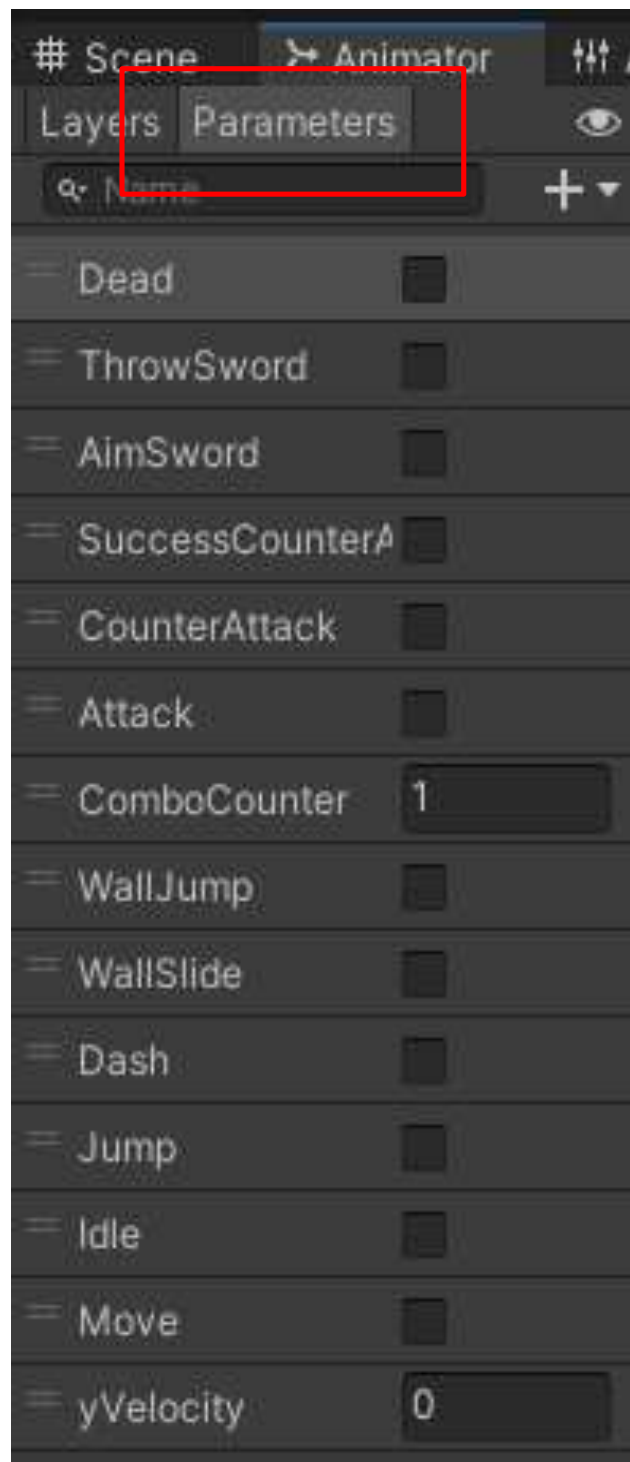 Scene Animator
Layers Parameters
Name
Dead
ThrowSword
AimSword
SuccessCounterA
CounterAttack
Attack
ComboCounter 1
WallJump
WallSlide
Dash
Jump
Idle
Move
yVelocity 0